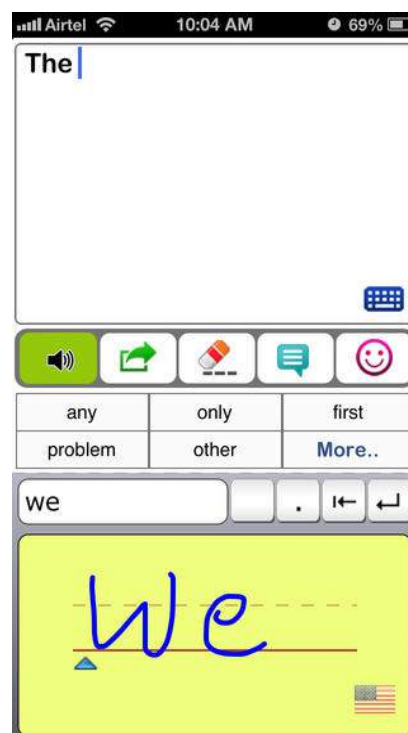 Airtel 10:04 AM 69%
The
any only first
problem other More..
we .
We